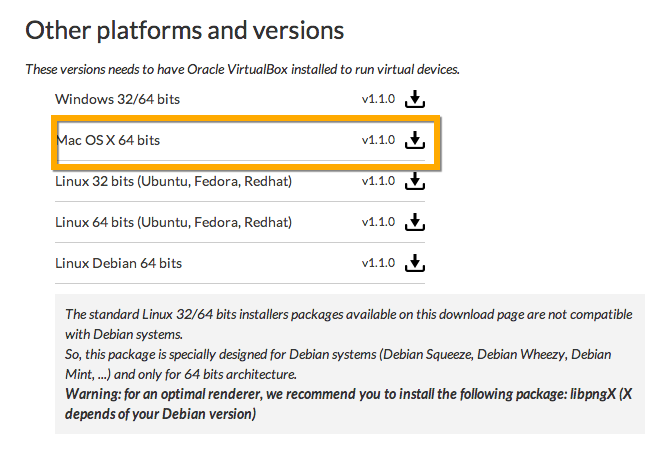 Other platforms and versions
These versions needs to have Oracle VirtualBox installed to run virtual devices.
Windows 32/64 bits v1.1.0
Mac OS X 64 bits v1.1.0
Linux 32 bits (Ubuntu, Fedora, Redhat) v1.1.0
Linux 64 bits (Ubuntu, Fedora, Redhat) v1.1.0
Linux Debian 64 bits v1.1.0
The standard Linux 32/64 bits installers packages available on this download page are not compatible
with Debian systems.
So, this package is specially designed for Debian systems (Debian Squeeze, Debian Wheezy, Debian
Mint, ...) and only for 64 bits architecture.
Warning: for an optimal renderer, we recommend you to install the following package: libpngX (X
depends of your Debian version)